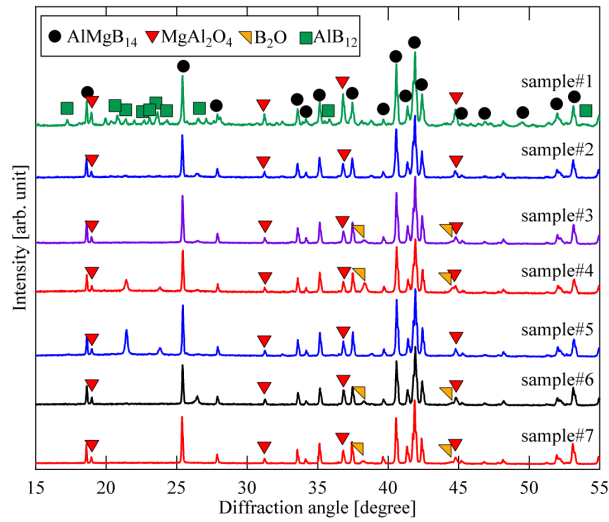 AlMgB₁₄ MgAl₂O₄ B₂O AlB₁₂
sample#1
sample#2
sample#3
sample#4
sample#5
sample#6
sample#7
Intensity [arb. unit]
15 20 25 30 35 40 45 50 55
Diffraction angle [degree]